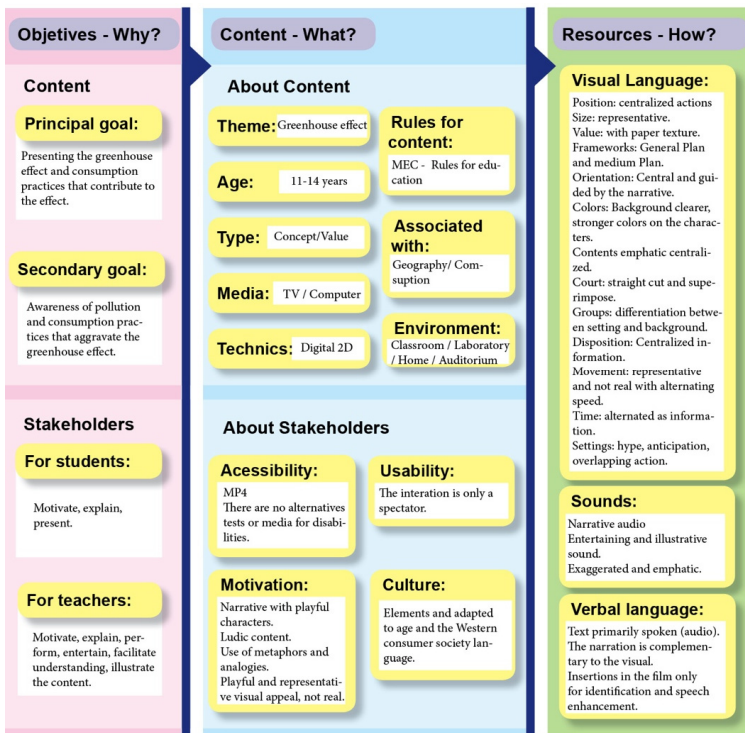 Objectives - Why?
Content
Principal goal:
Presenting the greenhouse
effect and consumption
practices that contribute to
the effect.
Secondary goal:
Awareness of pollution
and consumption prac-
tices that aggravate the
greenhouse effect.
Stakeholders
For students:
Motivate, explain,
present.
For teachers:
Motivate, explain, per-
form, entertain, facilitate
understanding, illustrate
the content.
Content - What?
About Content
Theme: Greenhouse effect
Age: 11-14 years
Type: Concept/Value
Media: TV / Computer
Technics: Digital 2D
Rules for
content:
MEC - Rules for edu-
cation
Associated
with:
Geography/ Com-
suption
Environment:
Classroom / Laboratory
/ Home / Auditorium
About Stakeholders
Acessibility:
MP4
There are no alternatives
tests or media for disabi-
lities.
Usability:
The interation is only a
spectator.
Motivation:
Narrative with playful
characters.
Ludic content.
Use of metaphors and
analogies.
Playful and representati-
ve visual appeal, not real.
Culture:
Elements and adapted
to age and the Western
consumer society lan-
guage.
Resources - How?
Visual Language:
Position: centralized actions
Size: representative.
Value: with paper texture.
Frameworks: General Plan
and medium Plan.
Orientation: Central and gui-
ded by the narrative.
Colors: Background clearer,
stronger colors on the charac-
ters.
Contents emphatic centrali-
zed.
Court: straight cut and supe-
rimpose.
Groups: differentiation betwe-
en setting and background.
Disposition: Centralized in-
formation.
Movement: representative
and not real with alternating
speed.
Time: alternated as informa-
tion.
Settings: hype, anticipation,
overlapping action.
Sounds:
Narrative audio
Entertaining and illustrative
sound.
Exaggerated and emphatic.
Verbal language:
Text primarily spoken (audio).
The narration is complemen-
tary to the visual.
Insertions in the film only
for identification and speech
enhancement.